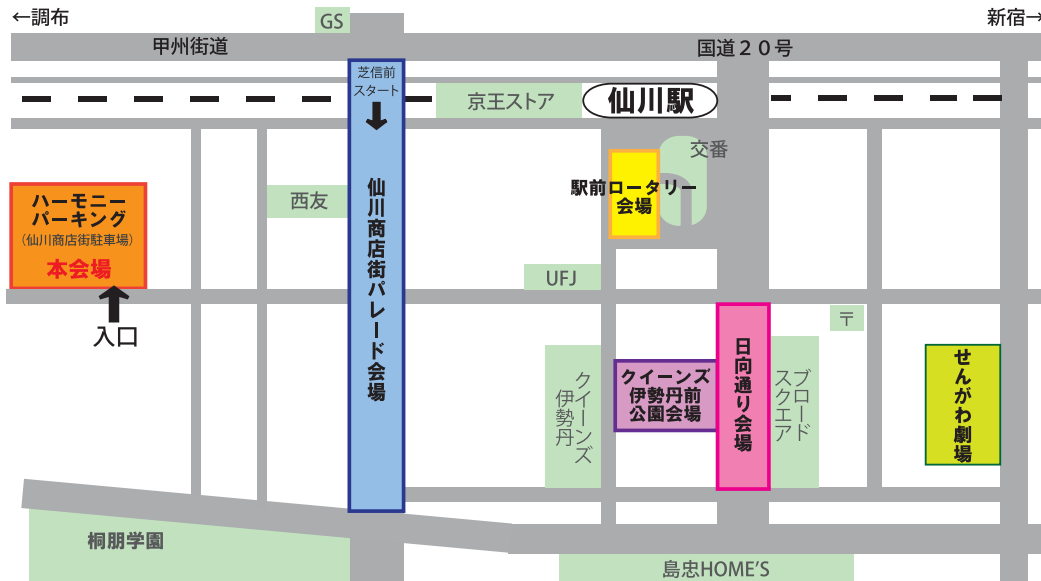 ←調布
GS
新宿→
甲州街道
国道２０号
芝信前
スタート
京王ストア
仙川駅
交番
駅前ロータリー
会場
ハーモニー
パーキング
（仙川商店街駐車場）
本会場
入口
西友
仙川商店街パレード会場
UFJ
〒
クイーンズ
伊勢丹
クイーンズ
伊勢丹前
公園会場
日向通り会場
ブロード
スクエア
せんがわ劇場
桐朋学園
島忠HOME'S